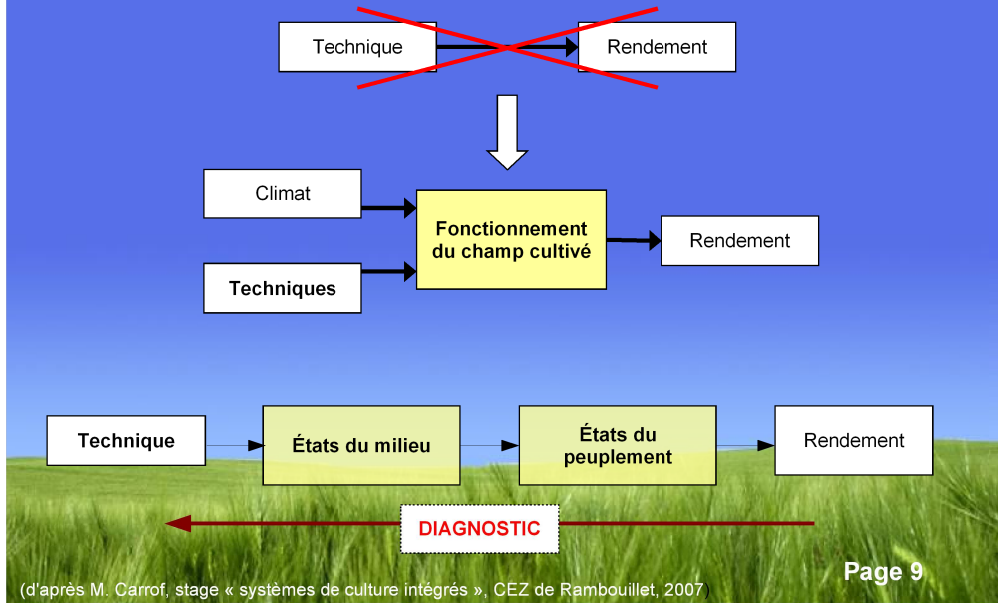 Technique
Rendement
Climat
Fonctionnement
du champ cultivé
Rendement
Techniques
Technique
États du milieu
États du
peuplement
Rendement
DIAGNOSTIC
Page 9
(d'après M. Carrof, stage « systèmes de culture intégrés », CEZ de Rambouillet, 2007)